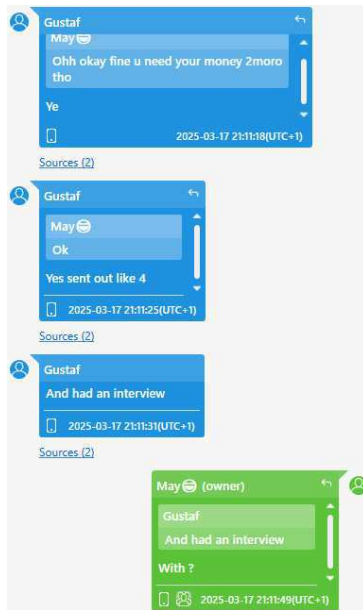 Gustaf
May😁
Ohh okay fine u need your money 2moro
tho
Ye
2025-03-17 21:11:18(UTC+1)
Sources (2)
Gustaf
May😁
Ok
Yes sent out like 4
2025-03-17 21:11:25(UTC+1)
Sources (2)
Gustaf
And had an interview
2025-03-17 21:11:31(UTC+1)
Sources (2)
May😁 (owner)
Gustaf
And had an interview
With ?
2025-03-17 21:11:49(UTC+1)